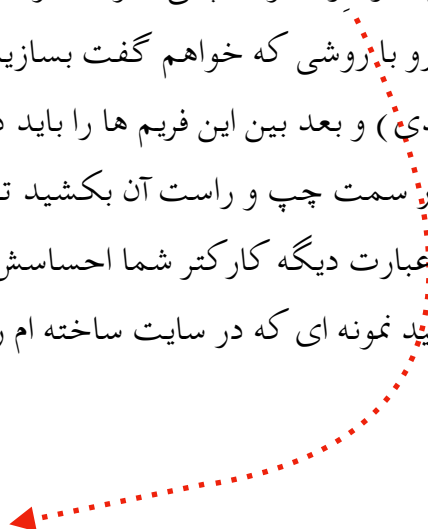 رو با روشی که خواهم گفت بسازید
دی) و بعد بین این فریم ها را باید د
ر سمت چپ و راست آن بکشید ت
عبارت دیگه کارکتر شما احساسش
ید نمونه ای که در سایت ساخته ام ر